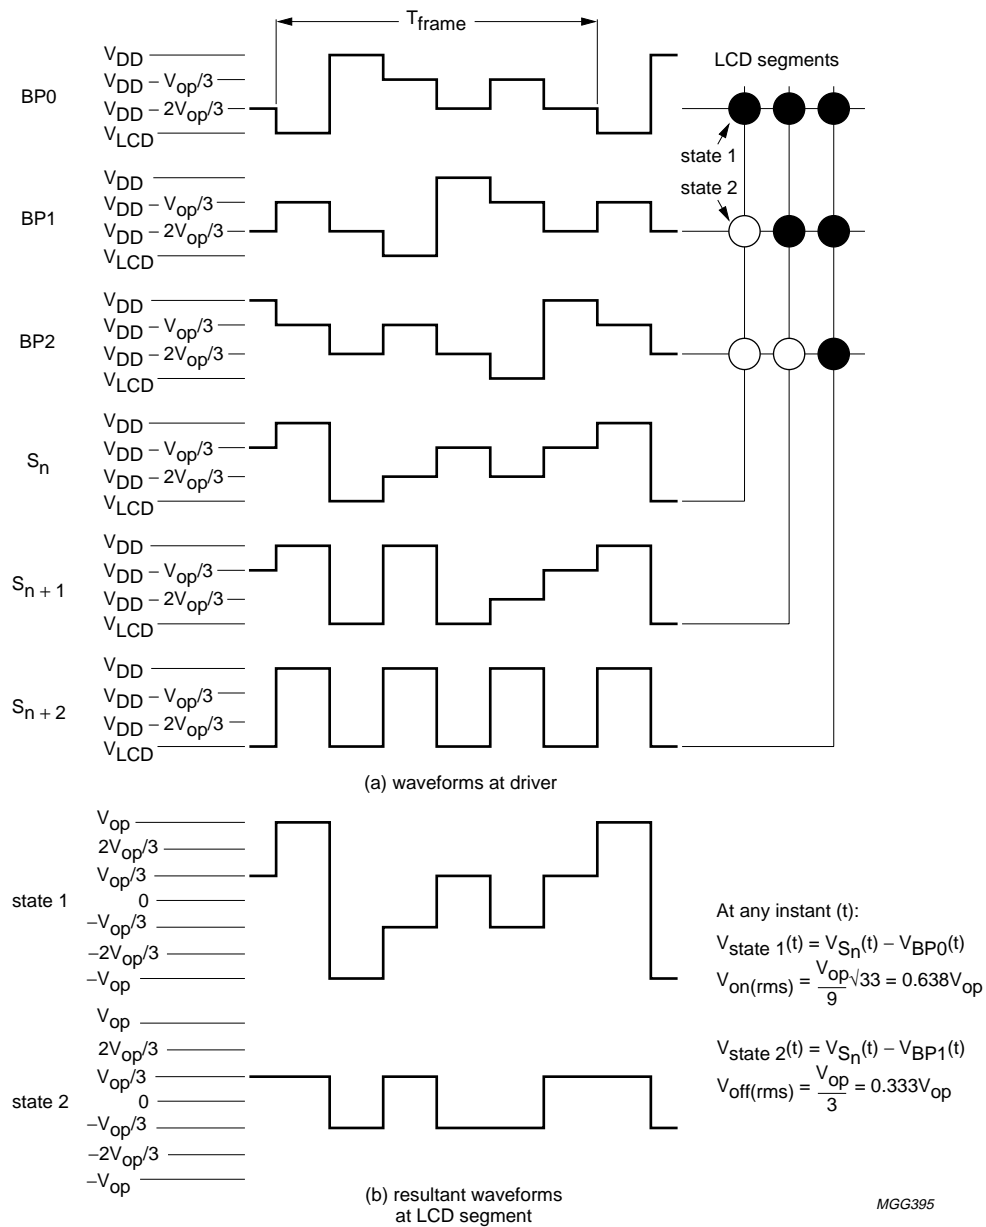 T_frame
BP0
V_DD
V_DD − V_op/3
V_DD − 2V_op/3
V_LCD
LCD segments
state 1
state 2
BP1
V_DD
V_DD − V_op/3
V_DD − 2V_op/3
V_LCD
BP2
V_DD
V_DD − V_op/3
V_DD − 2V_op/3
V_LCD
S_n
V_DD
V_DD − V_op/3
V_DD − 2V_op/3
V_LCD
S_n + 1
V_DD
V_DD − V_op/3
V_DD − 2V_op/3
V_LCD
S_n + 2
V_DD
V_DD − V_op/3
V_DD − 2V_op/3
V_LCD
(a) waveforms at driver
state 1
V_op
2V_op/3
V_op/3
0
−V_op/3
−2V_op/3
−V_op
state 2
V_op
2V_op/3
V_op/3
0
−V_op/3
−2V_op/3
−V_op
At any instant (t):
V_state 1(t) = V_Sn(t) − V_BP0(t)
V_on(rms) = V_op/9 √33 = 0.638V_op
V_state 2(t) = V_Sn(t) − V_BP1(t)
V_off(rms) = V_op/3 = 0.333V_op
(b) resultant waveforms
at LCD segment
MGG395